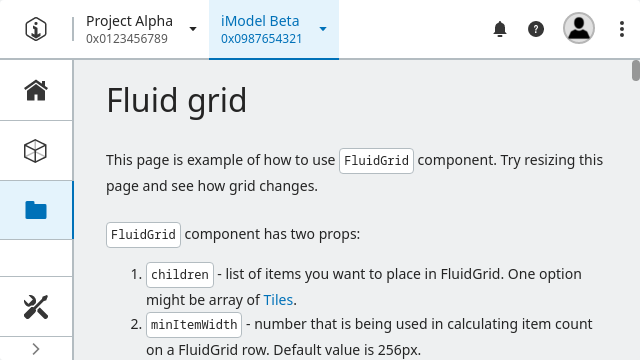 Project Alpha
0x0123456789
iModel Beta
0x0987654321
Fluid grid
This page is example of how to use FluidGrid component. Try resizing this
page and see how grid changes.
FluidGrid component has two props:
1. children - list of items you want to place in FluidGrid. One option
might be array of Tiles.
2. minItemWidth - number that is being used in calculating item count
on a FluidGrid row. Default value is 256px.